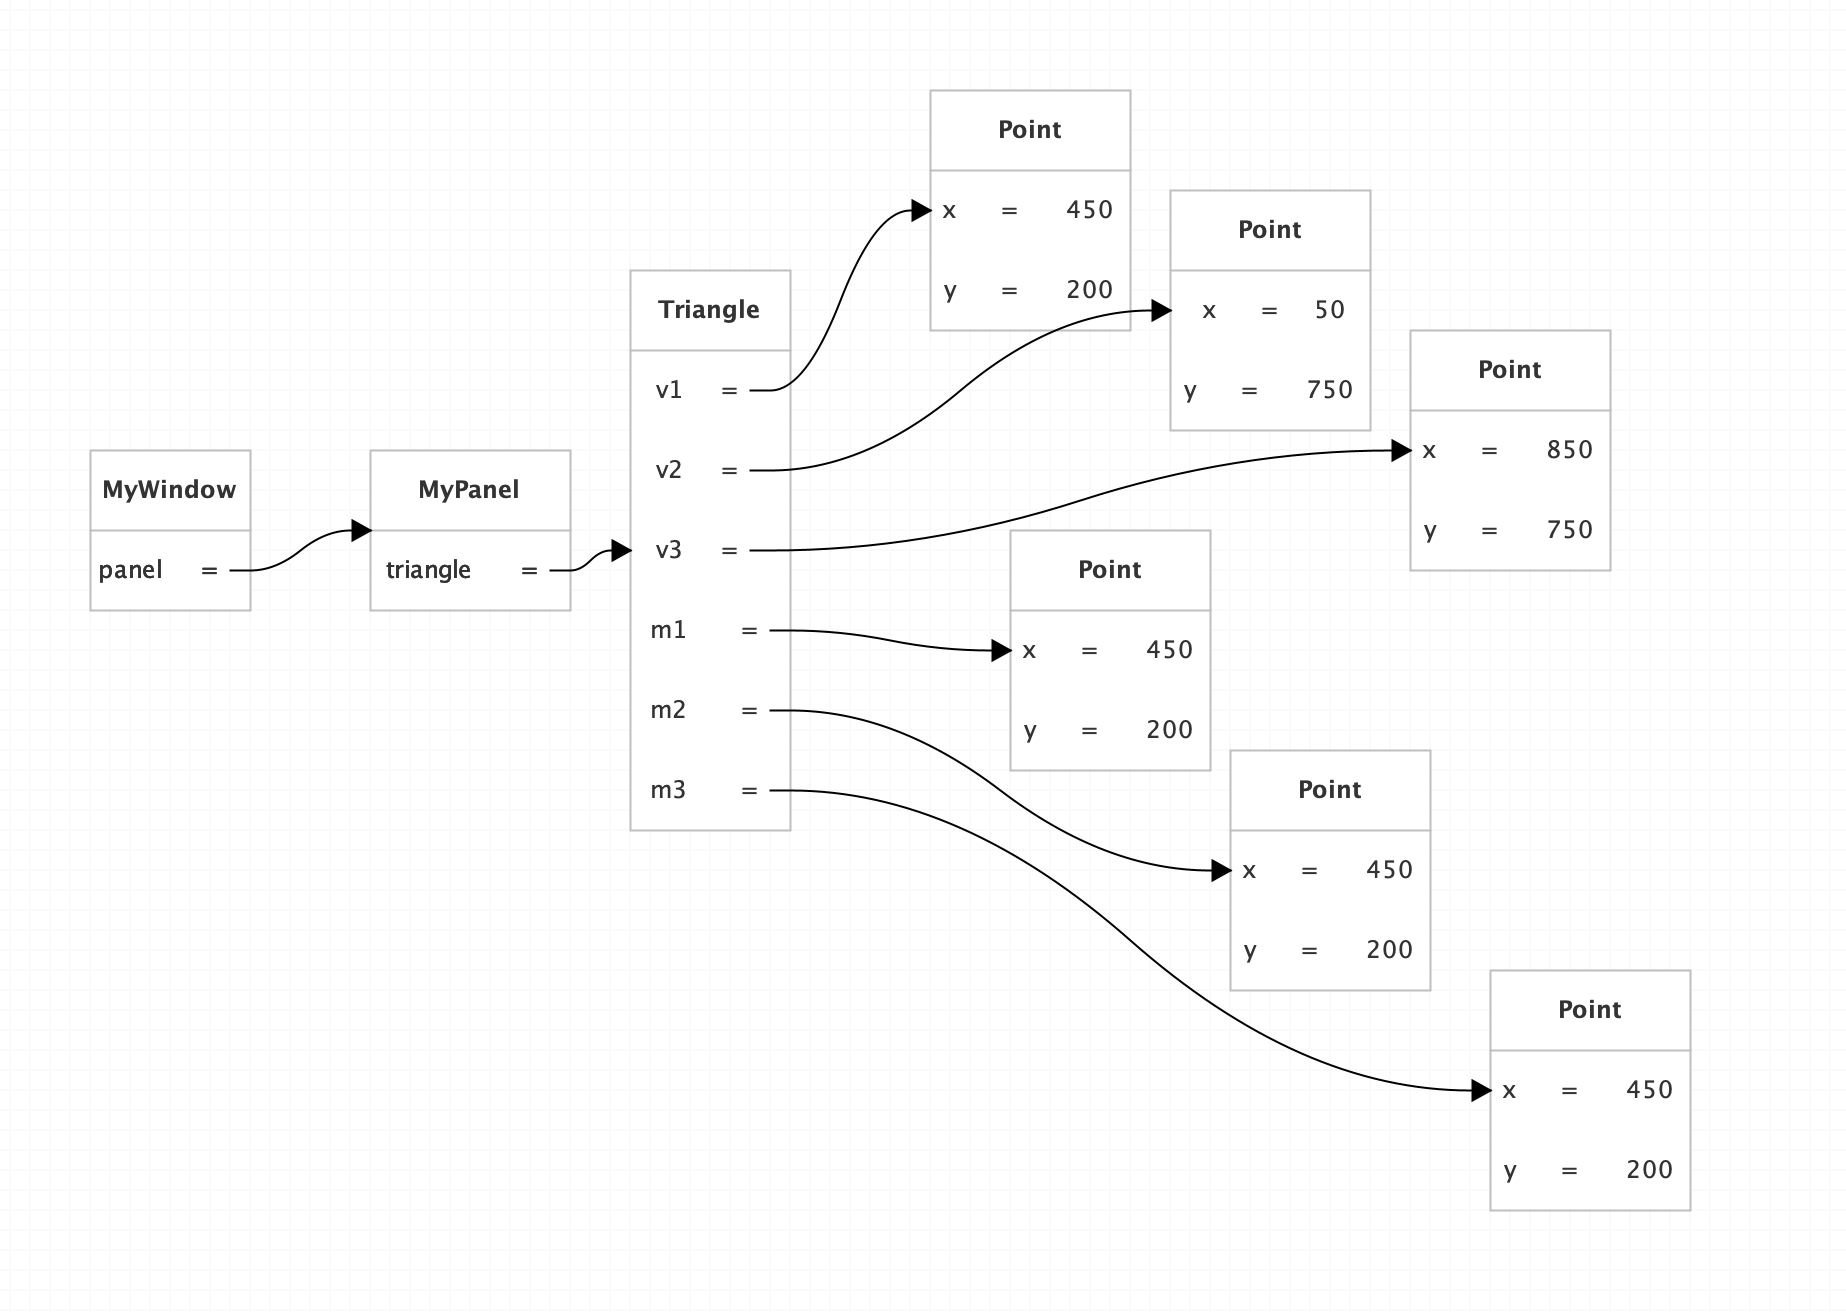 MyWindow
panel =
MyPanel
triangle =
Triangle
v1 =
v2 =
v3 =
m1 =
m2 =
m3 =
Point
x = 450
y = 200
Point
x = 50
y = 750
Point
x = 850
y = 750
Point
x = 450
y = 200
Point
x = 450
y = 200
Point
x = 450
y = 200